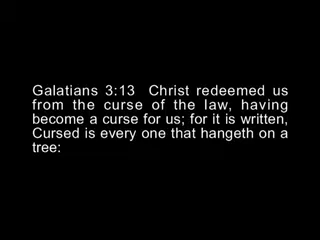 Galatians 3:13  Christ redeemed us
from the curse of the law, having
become a curse for us; for it is written,
Cursed is every one that hangeth on a
tree: